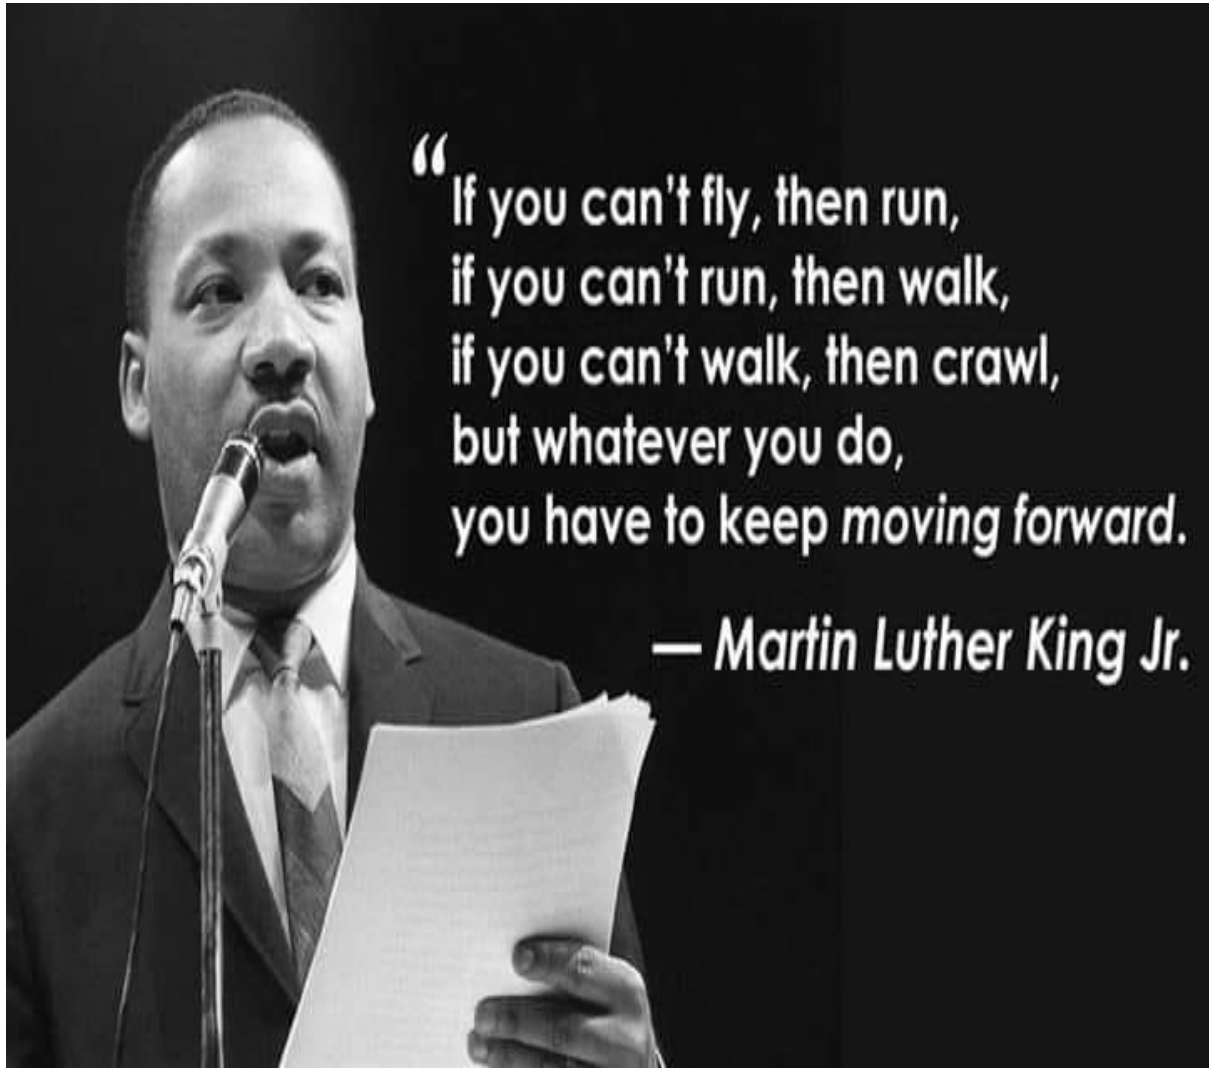 “If you can’t fly, then run,
if you can’t run, then walk,
if you can’t walk, then crawl,
but whatever you do,
you have to keep moving forward.
— Martin Luther King Jr.